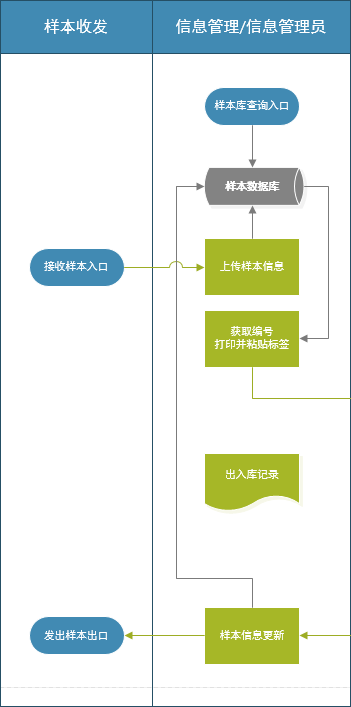 样本收发
信息管理/信息管理员
样本库查询入口
样本数据库
接收样本入口
上传样本信息
获取编号
打印并粘贴标签
出入库记录
发出样本出口
样本信息更新